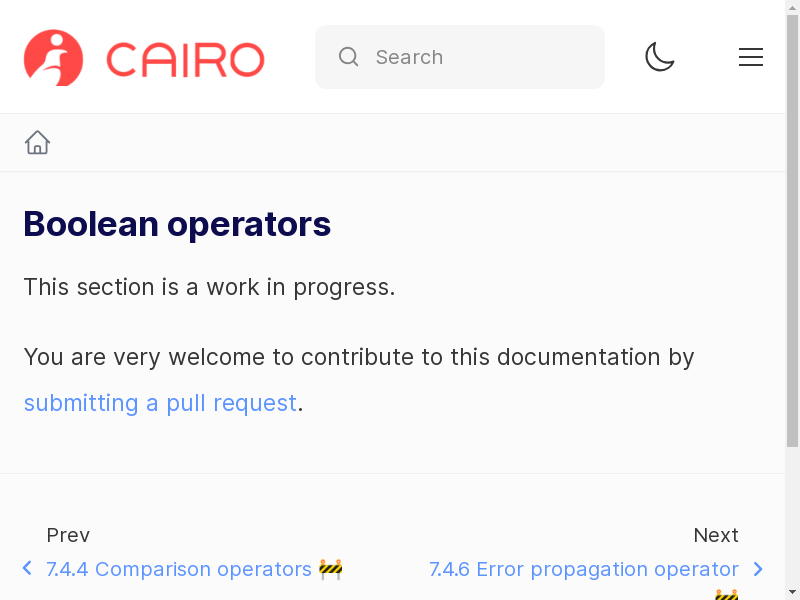 CAIRO
Search
Boolean operators
This section is a work in progress.
You are very welcome to contribute to this documentation by
submitting a pull request.
Prev
Next
7.4.4 Comparison operators 🚧
7.4.6 Error propagation operator
🚧